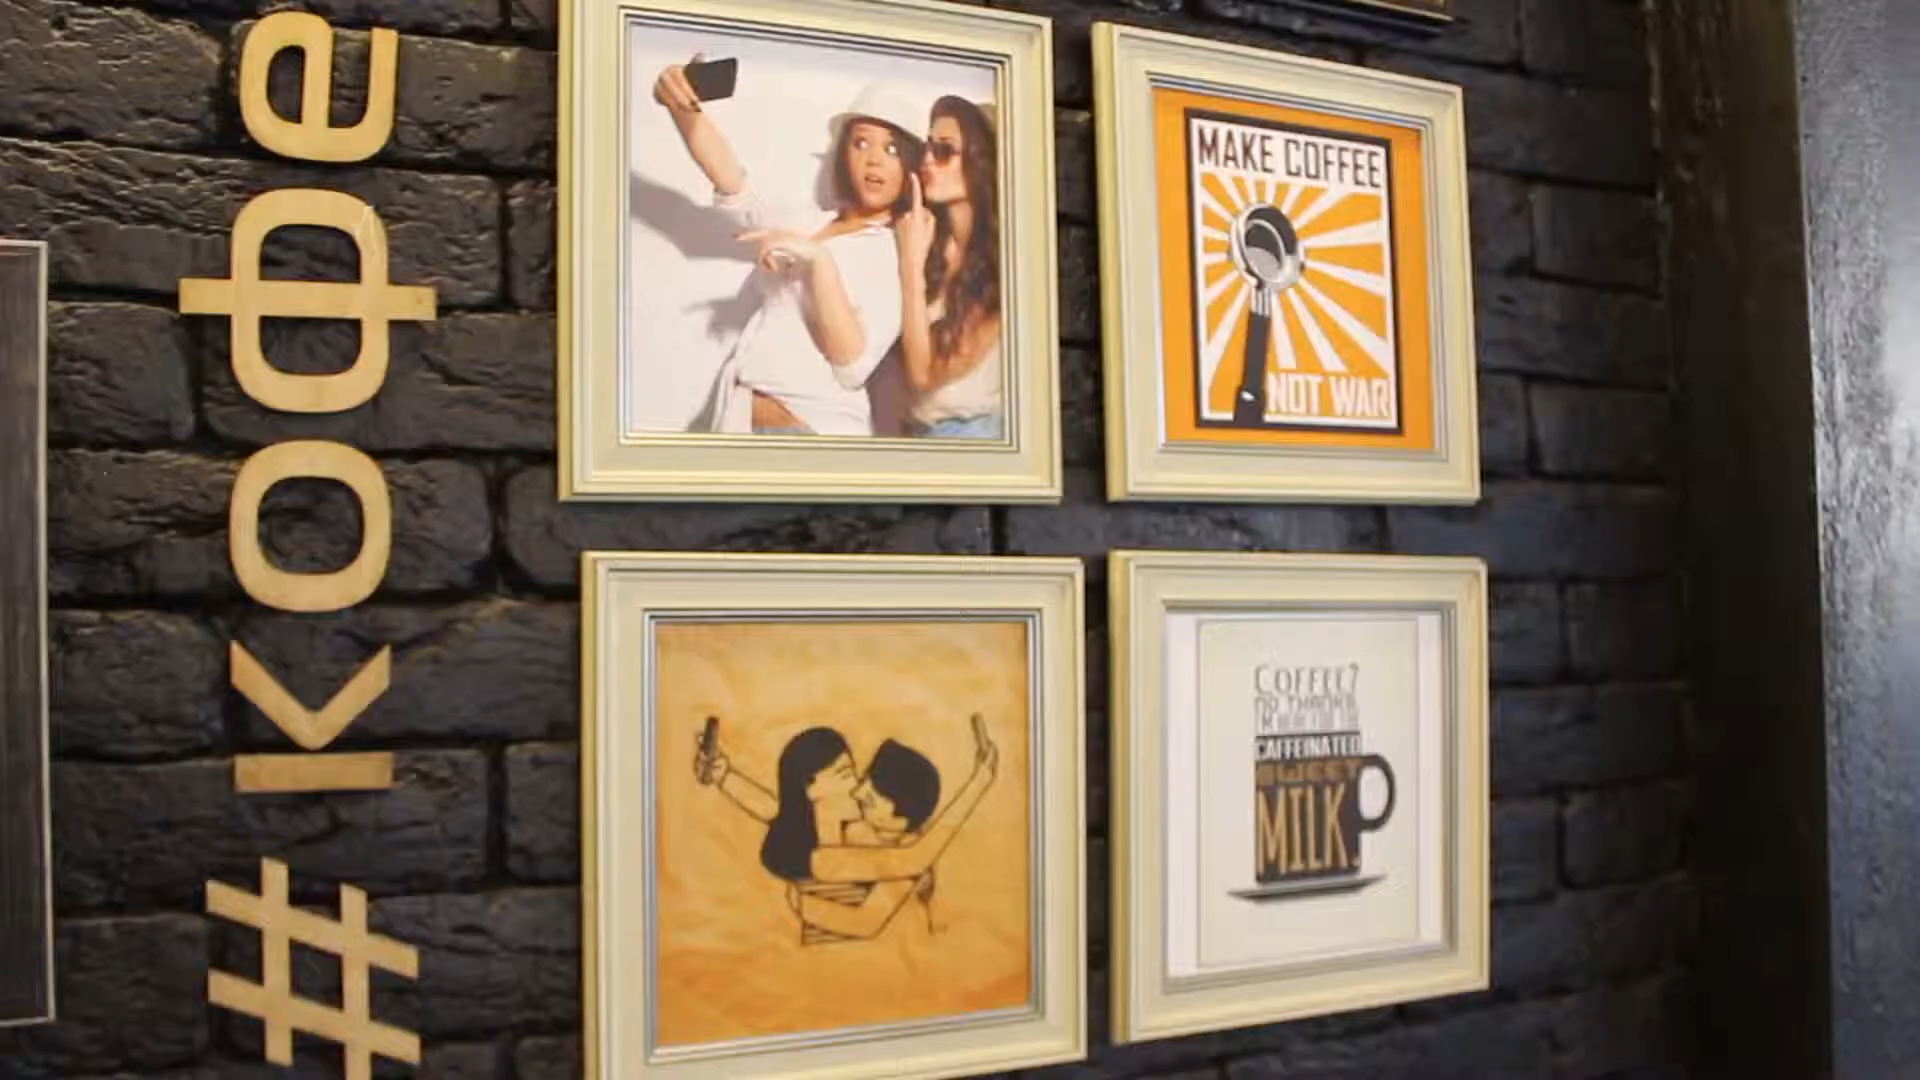 #кофе
MAKE COFFEE
NOT WAR
COFFEE?
NO THANKS.
CAFFEINATED
MILK.